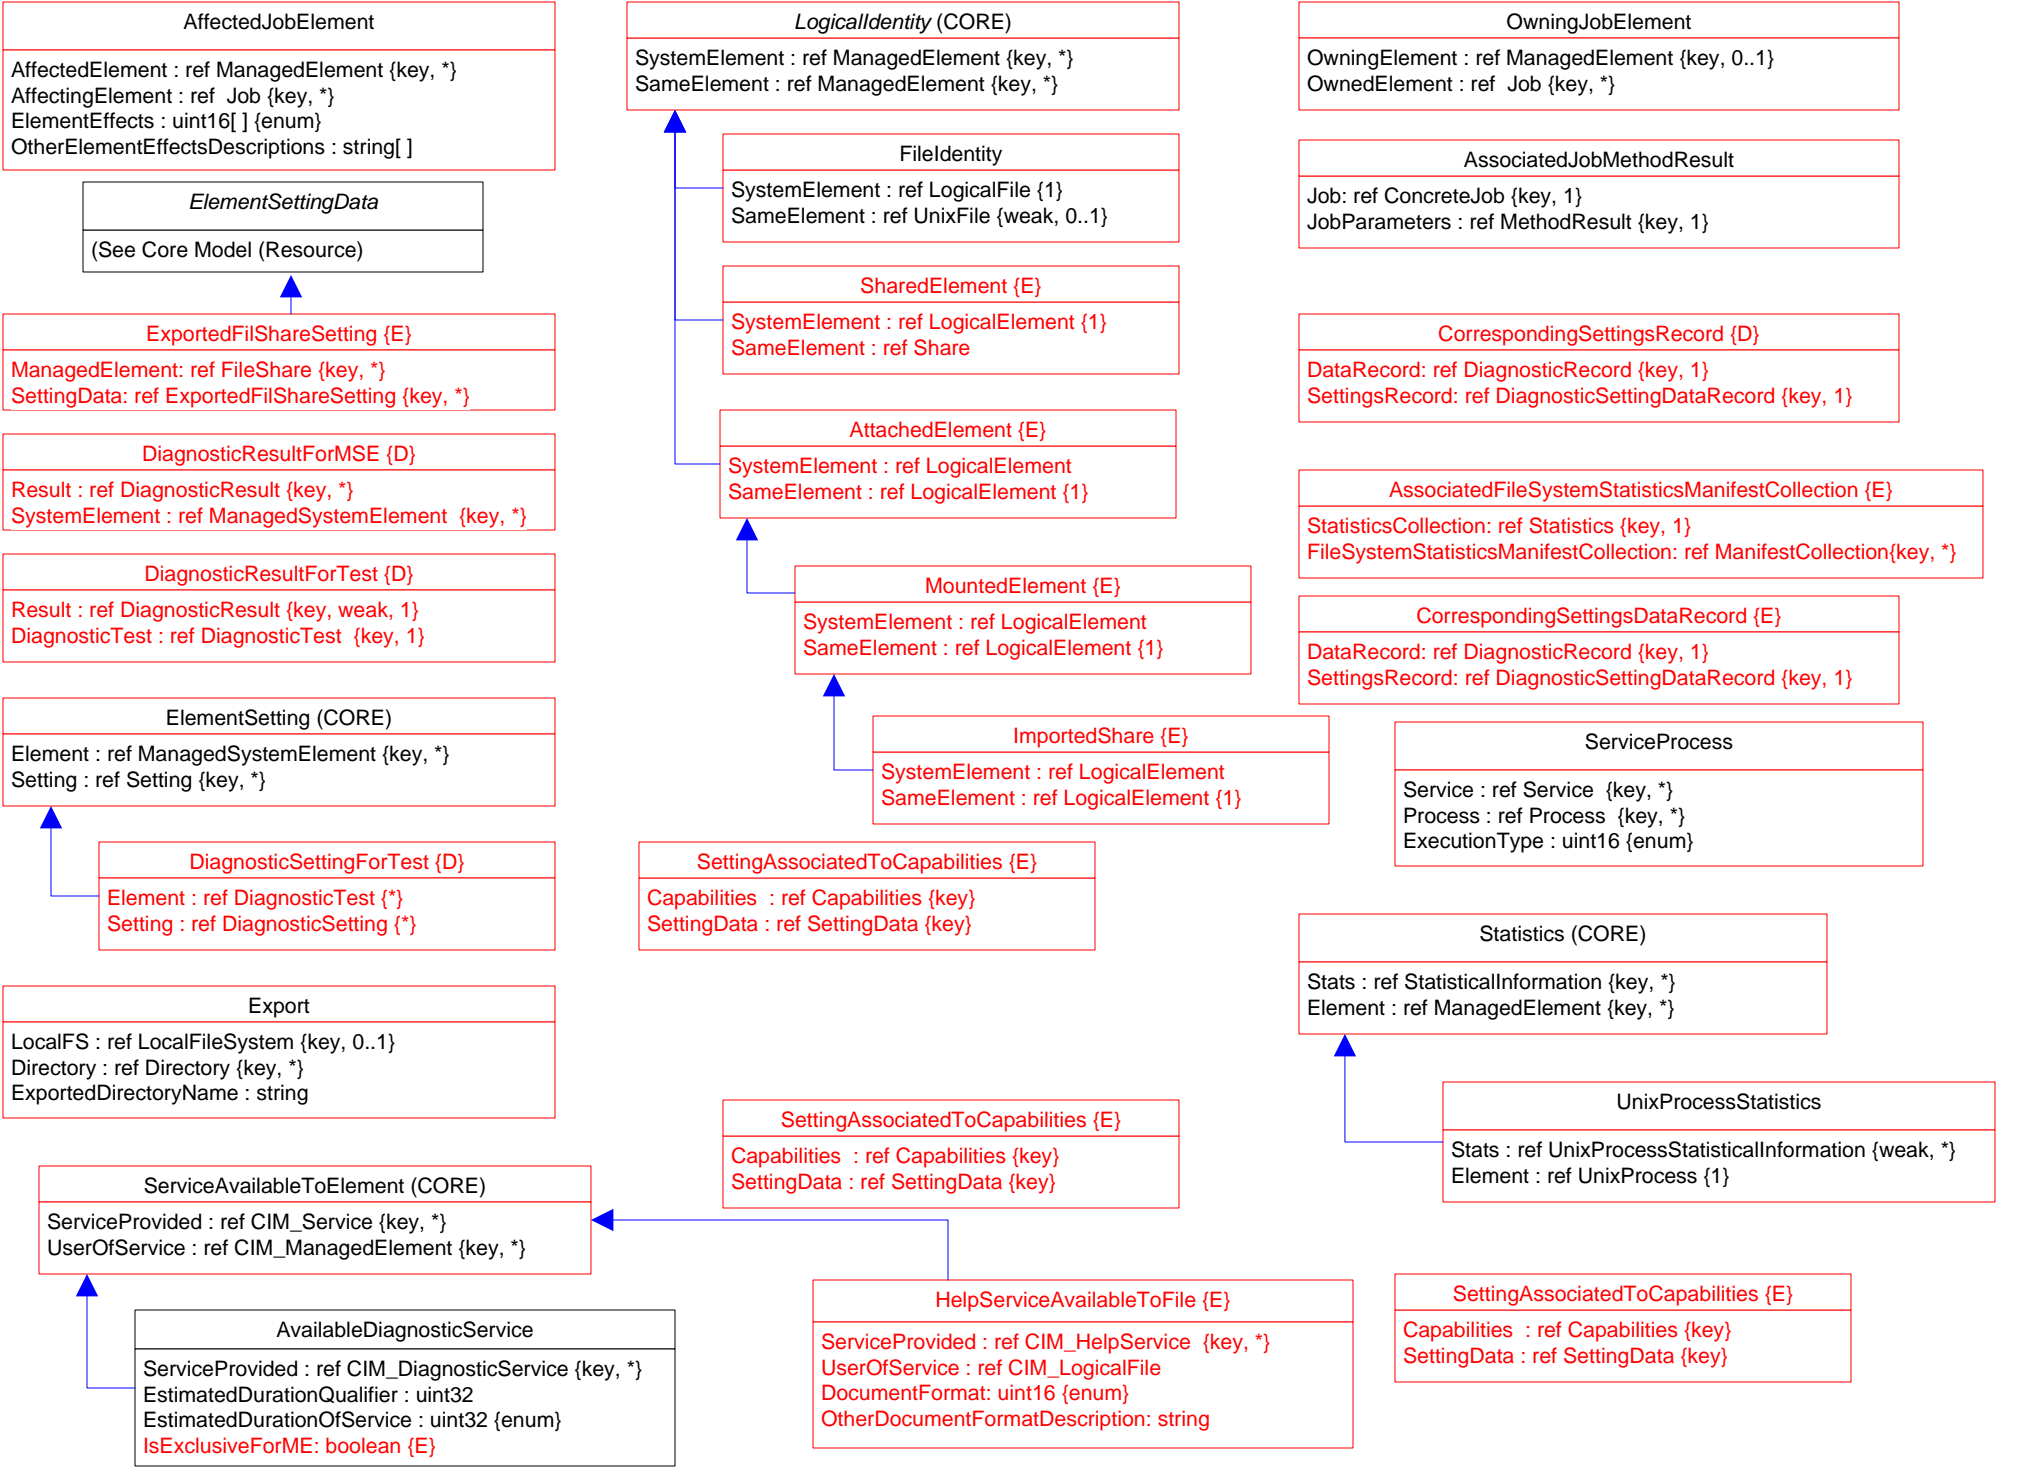 AffectedJobElement
AffectedElement : ref ManagedElement {key, *}
AffectingElement : ref  Job {key, *}
ElementEffects : uint16[ ] {enum}
OtherElementEffectsDescriptions : string[ ]
ElementSettingData
(See Core Model (Resource)
ExportedFilShareSetting {E}
ManagedElement: ref FileShare {key, *}
SettingData: ref ExportedFilShareSetting {key, *}
DiagnosticResultForMSE {D}
Result : ref DiagnosticResult {key, *}
SystemElement : ref ManagedSystemElement  {key, *}
DiagnosticResultForTest {D}
Result : ref DiagnosticResult {key, weak, 1}
DiagnosticTest : ref DiagnosticTest  {key, 1}
ElementSetting (CORE)
Element : ref ManagedSystemElement {key, *}
Setting : ref Setting {key, *}
DiagnosticSettingForTest {D}
Element : ref DiagnosticTest {*}
Setting : ref DiagnosticSetting {*}
Export
LocalFS : ref LocalFileSystem {key, 0..1}
Directory : ref Directory {key, *}
ExportedDirectoryName : string
ServiceAvailableToElement (CORE)
ServiceProvided : ref CIM_Service {key, *}
UserOfService : ref CIM_ManagedElement {key, *}
AvailableDiagnosticService
ServiceProvided : ref CIM_DiagnosticService {key, *}
EstimatedDurationQualifier : uint32
EstimatedDurationOfService : uint32 {enum}
IsExclusiveForME: boolean {E}
LogicalIdentity (CORE)
SystemElement : ref ManagedElement {key, *}
SameElement : ref ManagedElement {key, *}
FileIdentity
SystemElement : ref LogicalFile {1}
SameElement : ref UnixFile {weak, 0..1}
SharedElement {E}
SystemElement : ref LogicalElement {1}
SameElement : ref Share
AttachedElement {E}
SystemElement : ref LogicalElement
SameElement : ref LogicalElement {1}
MountedElement {E}
SystemElement : ref LogicalElement
SameElement : ref LogicalElement {1}
ImportedShare {E}
SystemElement : ref LogicalElement
SameElement : ref LogicalElement {1}
SettingAssociatedToCapabilities {E}
Capabilities  : ref Capabilities {key}
SettingData : ref SettingData {key}
SettingAssociatedToCapabilities {E}
Capabilities  : ref Capabilities {key}
SettingData : ref SettingData {key}
HelpServiceAvailableToFile {E}
ServiceProvided : ref CIM_HelpService  {key, *}
UserOfService : ref CIM_LogicalFile
DocumentFormat: uint16 {enum}
OtherDocumentFormatDescription: string
OwningJobElement
OwningElement : ref ManagedElement {key, 0..1}
OwnedElement : ref  Job {key, *}
AssociatedJobMethodResult
Job: ref ConcreteJob {key, 1}
JobParameters : ref MethodResult {key, 1}
CorrespondingSettingsRecord {D}
DataRecord: ref DiagnosticRecord {key, 1}
SettingsRecord: ref DiagnosticSettingDataRecord {key, 1}
AssociatedFileSystemStatisticsManifestCollection {E}
StatisticsCollection: ref Statistics {key, 1}
FileSystemStatisticsManifestCollection: ref ManifestCollection{key, *}
CorrespondingSettingsDataRecord {E}
DataRecord: ref DiagnosticRecord {key, 1}
SettingsRecord: ref DiagnosticSettingDataRecord {key, 1}
ServiceProcess
Service : ref Service  {key, *}
Process : ref Process  {key, *}
ExecutionType : uint16 {enum}
Statistics (CORE)
Stats : ref StatisticalInformation {key, *}
Element : ref ManagedElement {key, *}
UnixProcessStatistics
Stats : ref UnixProcessStatisticalInformation {weak, *}
Element : ref UnixProcess {1}
SettingAssociatedToCapabilities {E}
Capabilities  : ref Capabilities {key}
SettingData : ref SettingData {key}